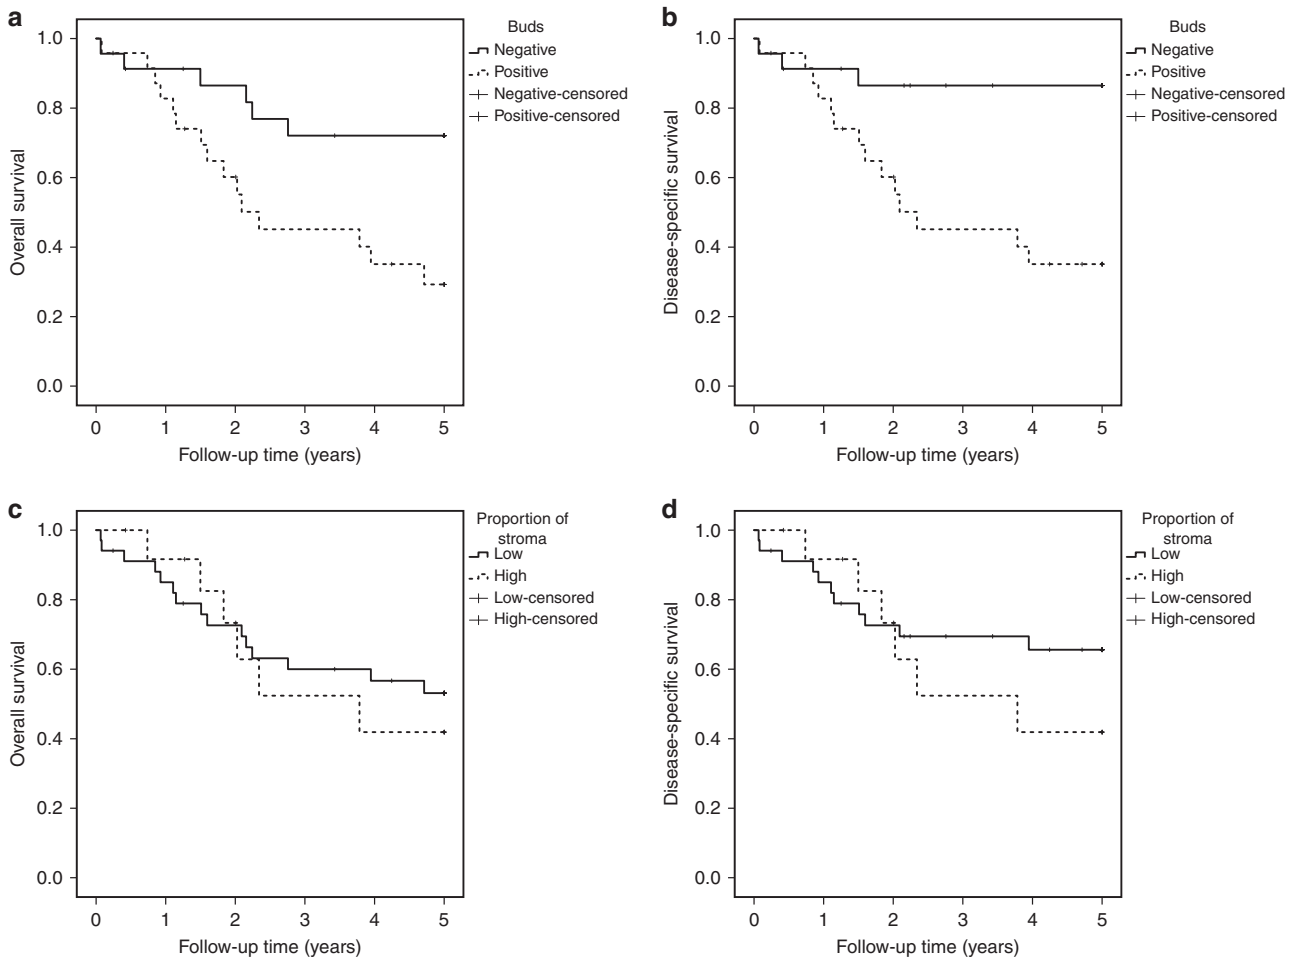 a
Buds
Negative
Positive
Negative-censored
Positive-censored
Overall survival
1.0
0.8
0.6
0.4
0.2
0.0
0 1 2 3 4 5
Follow-up time (years)
b
Buds
Negative
Positive
Negative-censored
Positive-censored
Disease-specific survival
1.0
0.8
0.6
0.4
0.2
0.0
0 1 2 3 4 5
Follow-up time (years)
c
Proportion of
stroma
Low
High
Low-censored
High-censored
Overall survival
1.0
0.8
0.6
0.4
0.2
0.0
0 1 2 3 4 5
Follow-up time (years)
d
Proportion of
stroma
Low
High
Low-censored
High-censored
Disease-specific survival
1.0
0.8
0.6
0.4
0.2
0.0
0 1 2 3 4 5
Follow-up time (years)